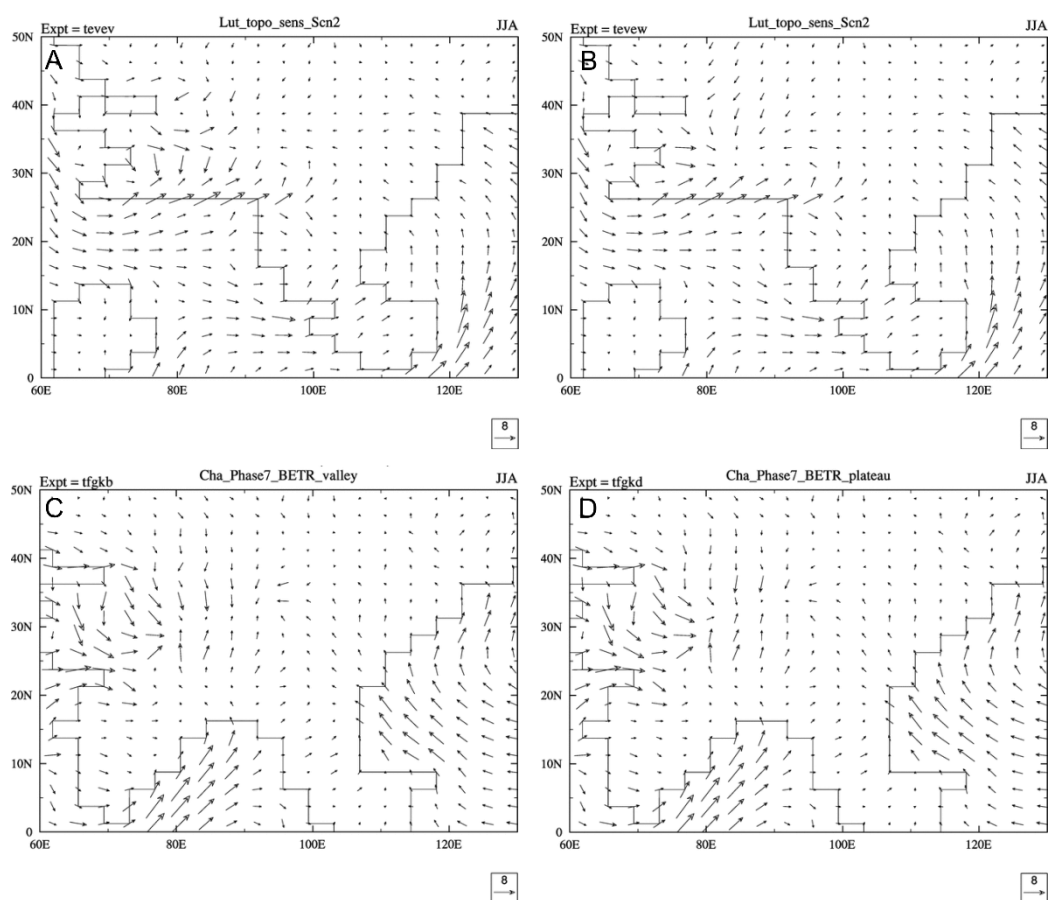 Expt = tevev Lut_topo_sens_Scn2 JJA
A
50N
40N
30N
20N
10N
0
60E 80E 100E 120E
8
Expt = tevew Lut_topo_sens_Scn2 JJA
B
50N
40N
30N
20N
10N
0
60E 80E 100E 120E
8
Expt = tfgkb Cha_Phase7_BETR_valley JJA
C
50N
40N
30N
20N
10N
0
60E 80E 100E 120E
8
Expt = tfgkd Cha_Phase7_BETR_plateau JJA
D
50N
40N
30N
20N
10N
0
60E 80E 100E 120E
8